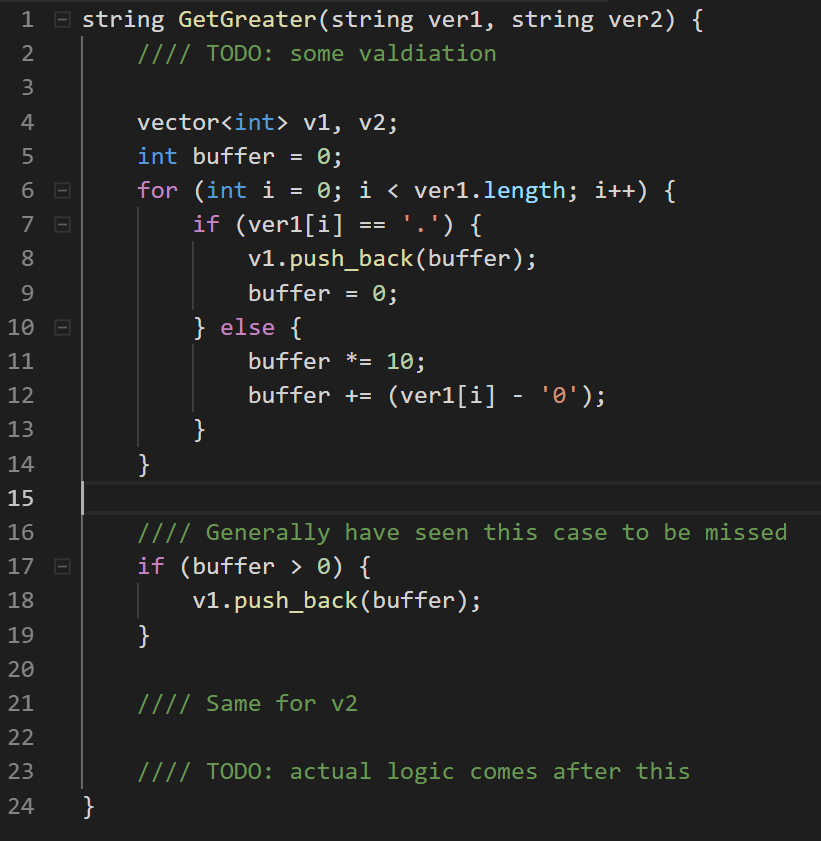 1 string GetGreater(string ver1, string ver2) {
2 //// TODO: some valdiation
3
4 vector<int> v1, v2;
5 int buffer = 0;
6 for (int i = 0; i < ver1.length; i++) {
7 if (ver1[i] == '.') {
8 v1.push_back(buffer);
9 buffer = 0;
10 } else {
11 buffer *= 10;
12 buffer += (ver1[i] - '0');
13 }
14 }
15
16 //// Generally have seen this case to be missed
17 if (buffer > 0) {
18 v1.push_back(buffer);
19 }
20
21 //// Same for v2
22
23 //// TODO: actual logic comes after this
24 }